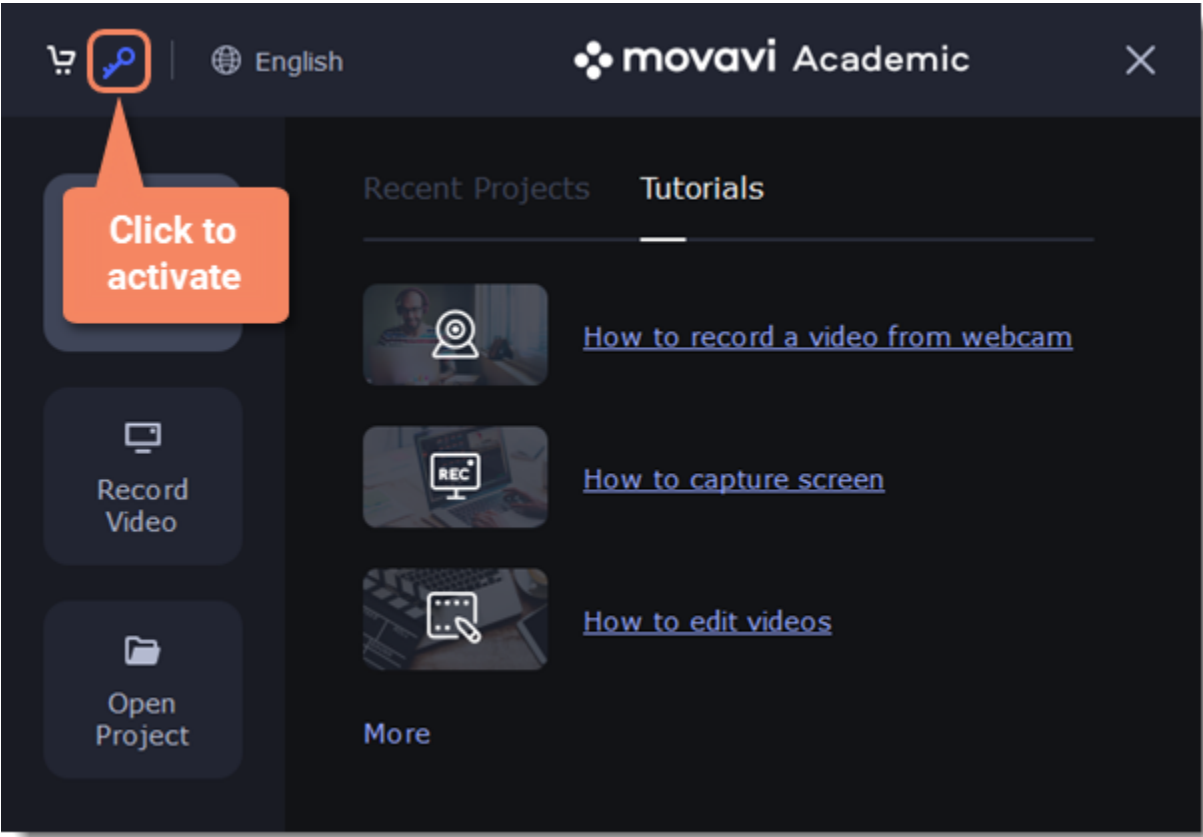 English
movavi Academic
Click to
activate
Recent Projects
Tutorials
How to record a video from webcam
REC
How to capture screen
How to edit videos
More
Record
Video
Open
Project